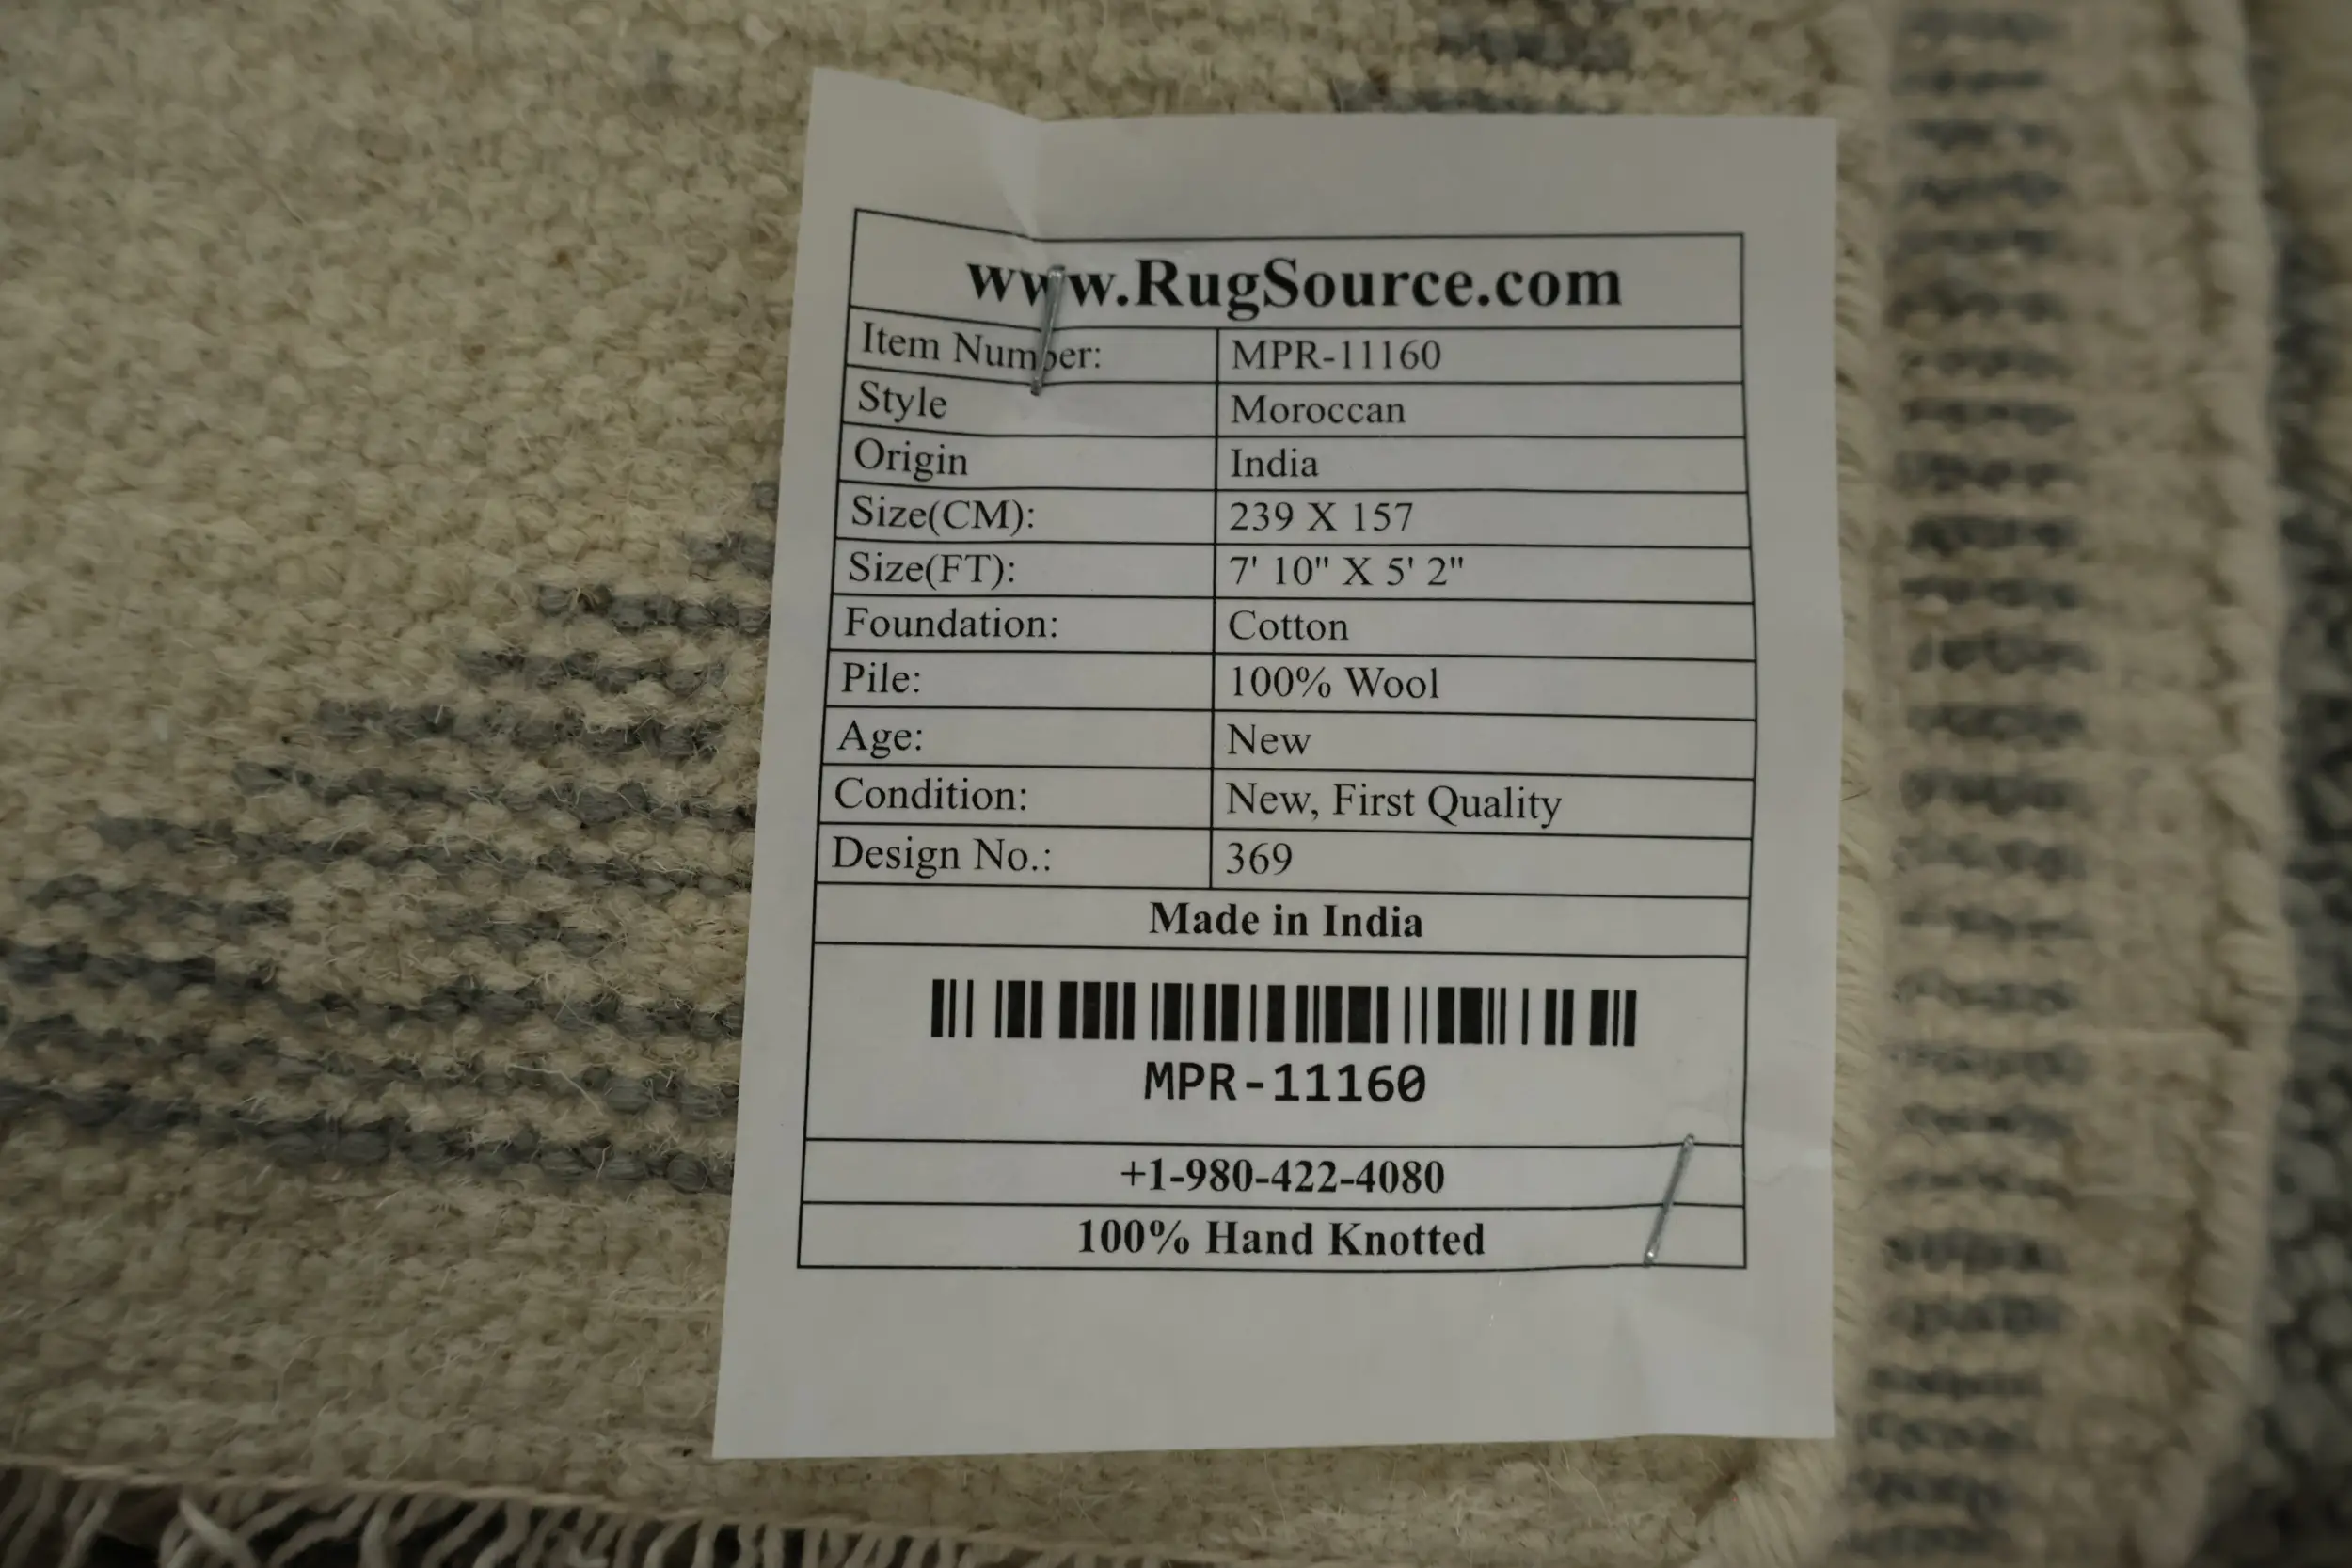 www.RugSource.com
Item Number: MPR-11160
Style Moroccan
Origin India
Size(CM): 239 X 157
Size(FT): 7' 10" X 5' 2"
Foundation: Cotton
Pile: 100% Wool
Age: New
Condition: New, First Quality
Design No.: 369
Made in India
MPR-11160
+1-980-422-4080
100% Hand Knotted